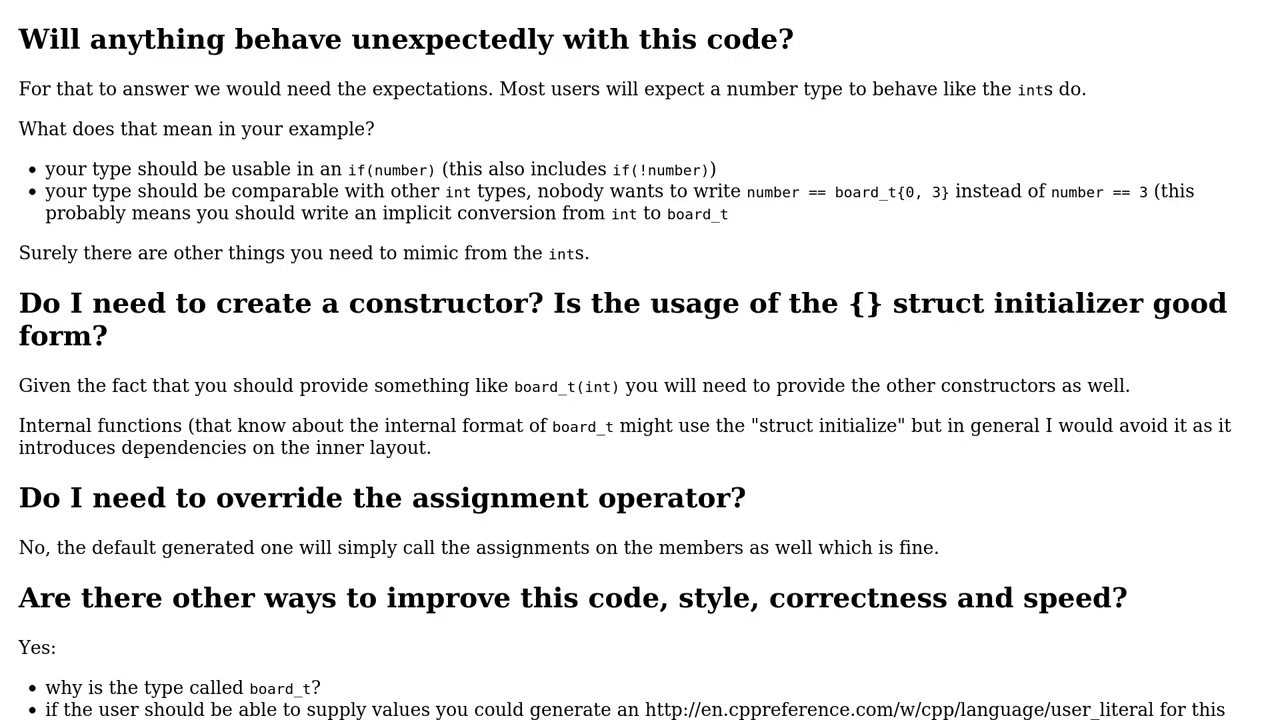 Will anything behave unexpectedly with this code?
For that to answer we would need the expectations. Most users will expect a number type to behave like the ints do.
What does that mean in your example?
• your type should be usable in an if(number) (this also includes if(!number))
• your type should be comparable with other int types, nobody wants to write number == board_t{0, 3} instead of number == 3 (this
probably means you should write an implicit conversion from int to board_t
Surely there are other things you need to mimic from the ints.
Do I need to create a constructor? Is the usage of the {} struct initializer good
form?
Given the fact that you should provide something like board_t(int) you will need to provide the other constructors as well.
Internal functions (that know about the internal format of board_t might use the "struct initialize" but in general I would avoid it as it
introduces dependencies on the inner layout.
Do I need to override the assignment operator?
No, the default generated one will simply call the assignments on the members as well which is fine.
Are there other ways to improve this code, style, correctness and speed?
Yes:
• why is the type called board_t?
• if the user should be able to supply values you could generate an http://en.cppreference.com/w/cpp/language/user_literal for this